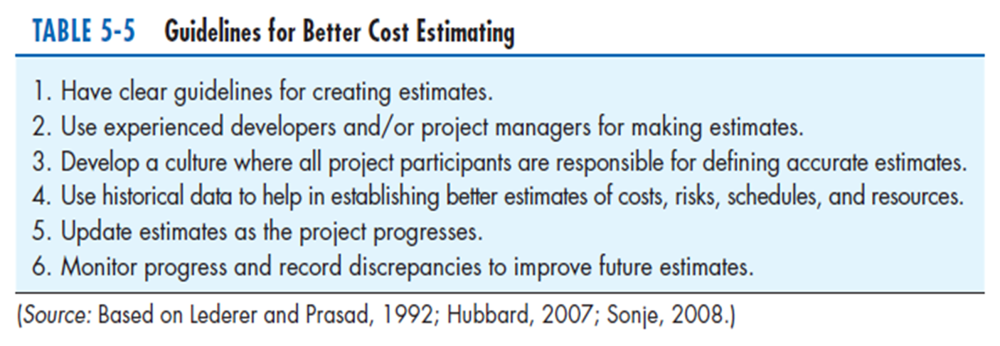 TABLE 5-5 Guidelines for Better Cost Estimating
1. Have clear guidelines for creating estimates.
2. Use experienced developers and/or project managers for making estimates.
3. Develop a culture where all project participants are responsible for defining accurate estimates.
4. Use historical data to help in establishing better estimates of costs, risks, schedules, and resources.
5. Update estimates as the project progresses.
6. Monitor progress and record discrepancies to improve future estimates.
(Source: Based on Lederer and Prasad, 1992; Hubbard, 2007; Sonje, 2008.)